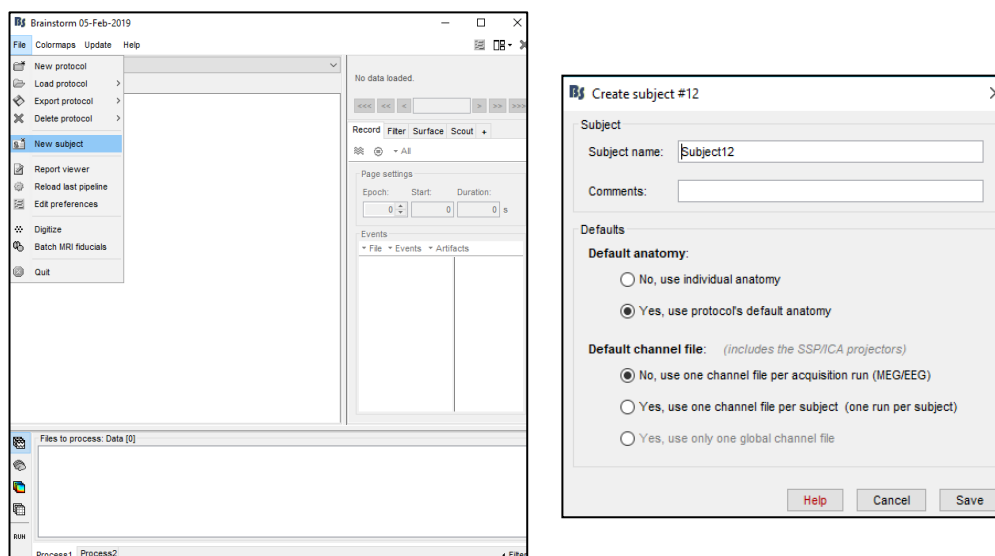 Brainstorm 05-Feb-2019
File Colormaps Update Help
New protocol
Load protocol
Export protocol
Delete protocol
New subject
Report viewer
Reload last pipeline
Edit preferences
Digitize
Batch MRI fiducials
Quit
No data loaded.
<<< << < > >> >>>
Record Filter Surface Scout +
All
Page settings
Epoch: Start: Duration:
0 0 0 s
Events
File Events Artifacts
Files to process: Data [0]
RUN
Process1 Process2
Create subject #12
Subject
Subject name: Subject12
Comments:
Defaults
Default anatomy:
No, use individual anatomy
Yes, use protocol's default anatomy
Default channel file: (includes the SSP/ICA projectors)
No, use one channel file per acquisition run (MEG/EEG)
Yes, use one channel file per subject (one run per subject)
Yes, use only one global channel file
Help Cancel Save